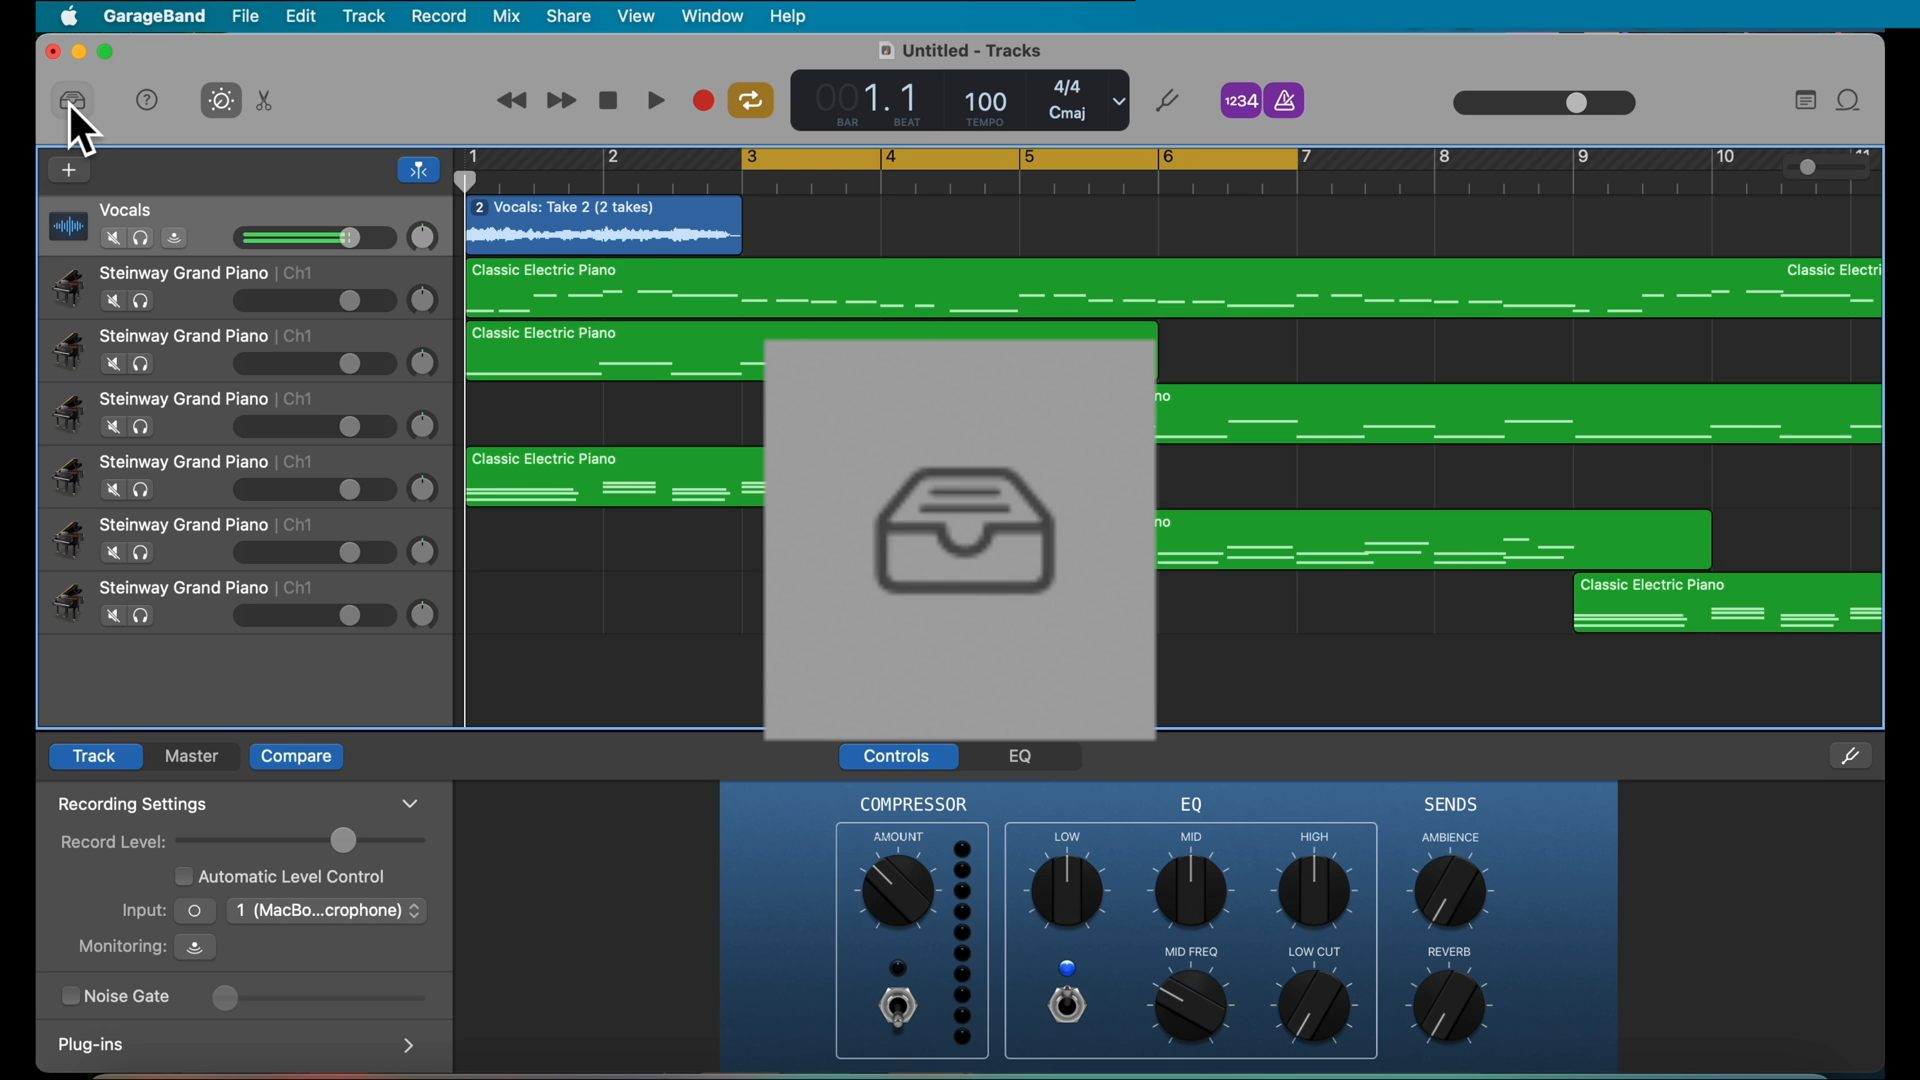 GarageBand File Edit Track Record Mix Share View Window Help
Untitled - Tracks
001.1
BAR BEAT
100
TEMPO
4/4
Cmaj
1234
1 2 3 4 5 6 7 8 9 10 11
Vocals
2 Vocals: Take 2 (2 takes)
Steinway Grand Piano | Ch1
Classic Electric Piano
Classic Electri
Steinway Grand Piano | Ch1
Classic Electric Piano
Steinway Grand Piano | Ch1
no
Steinway Grand Piano | Ch1
Classic Electric Piano
Steinway Grand Piano | Ch1
no
Steinway Grand Piano | Ch1
Classic Electric Piano
Track Master Compare
Controls EQ
Recording Settings
Record Level:
Automatic Level Control
Input: 1 (MacBo...crophone)
Monitoring:
Noise Gate
Plug-ins
COMPRESSOR
AMOUNT
EQ
LOW MID HIGH
MID FREQ LOW CUT
SENDS
AMBIENCE
REVERB